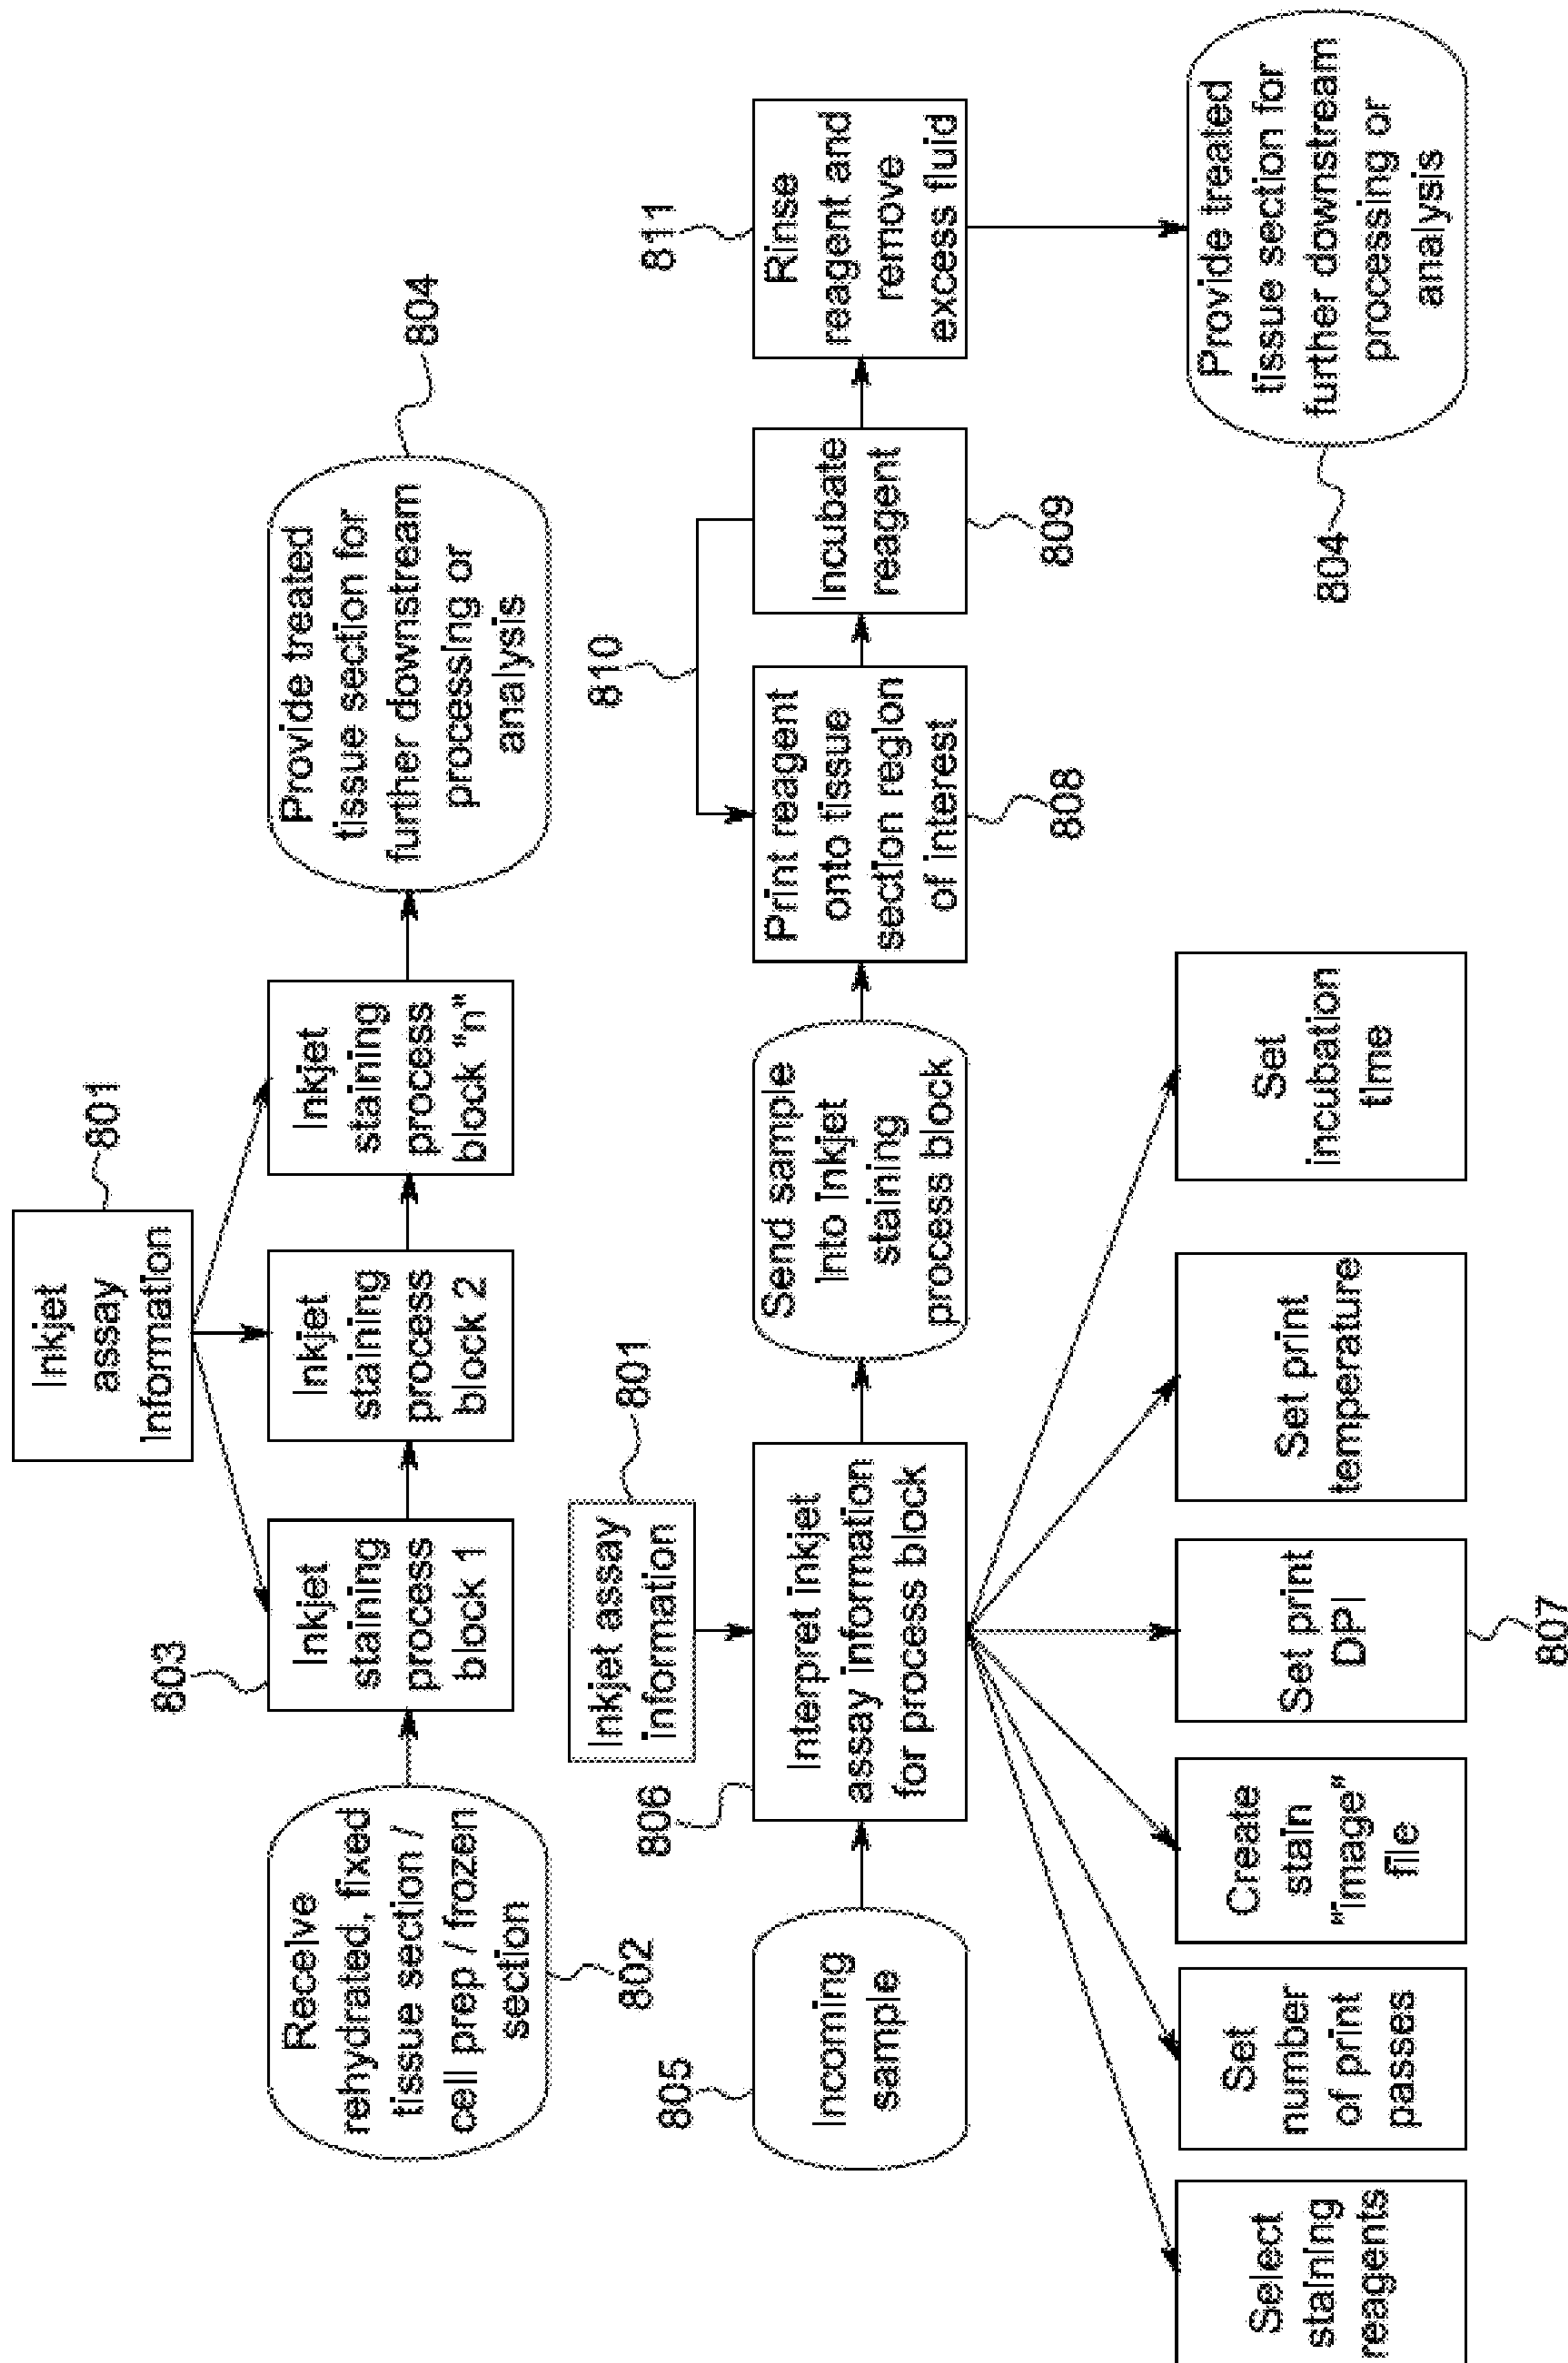 Inkjet
assay
information
801
Receive
rehydrated, fixed
tissue section /
cell prep / frozen
section
802
803
Inkjet
staining
process
block 1
Inkjet
staining
process
block 2
Inkjet
staining
process
block "n"
Provide treated
tissue section for
further downstream
processing or
analysis
804
805
Incoming
sample
Inkjet assay
information
801
806
Interpret inkjet
assay information
for process block
Send sample
into inkjet
staining
process block
Print reagent
onto tissue
section region
of interest
808
810
Incubate
reagent
809
811
Rinse
reagent and
remove
excess fluid
Select
staining
reagents
Set
number
of print
passes
Create
stain
"image"
file
Set print
DPI
807
Set print
temperature
Set
incubation
time
Provide treated
tissue section for
further downstream
processing or
analysis
804